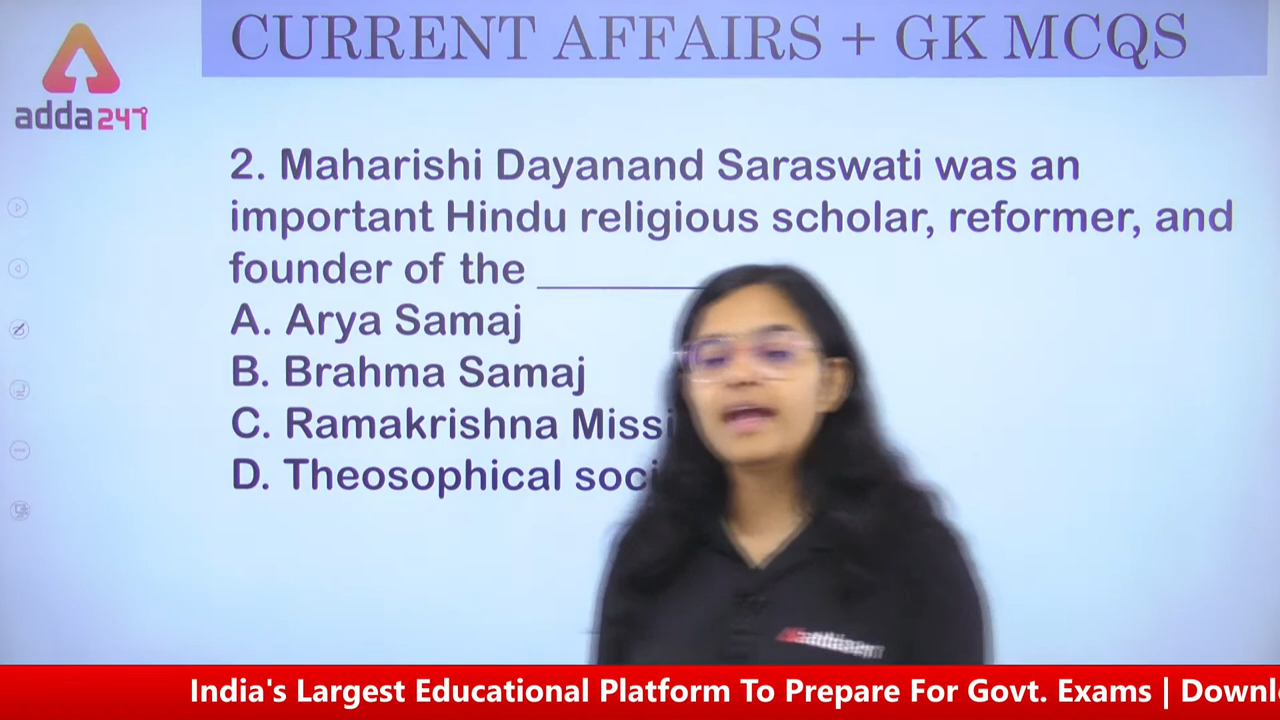 CURRENT AFFAIRS + GK MCQS
adda247
2. Maharishi Dayanand Saraswati was an
important Hindu religious scholar, reformer, and
founder of the ________
A. Arya Samaj
B. Brahma Samaj
C. Ramakrishna Missi
D. Theosophical soci
India's Largest Educational Platform To Prepare For Govt. Exams | Downl